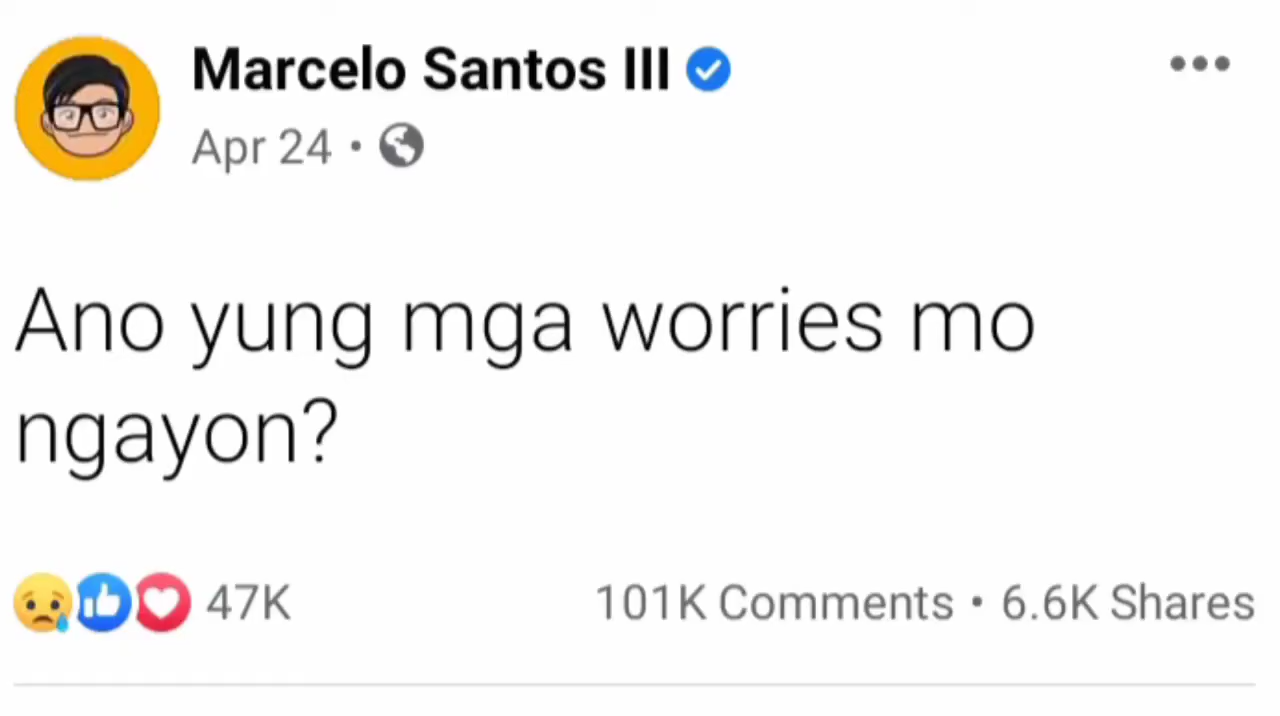 Marcelo Santos III
Apr 24 •
Ano yung mga worries mo
ngayon?
47K 101K Comments • 6.6K Shares